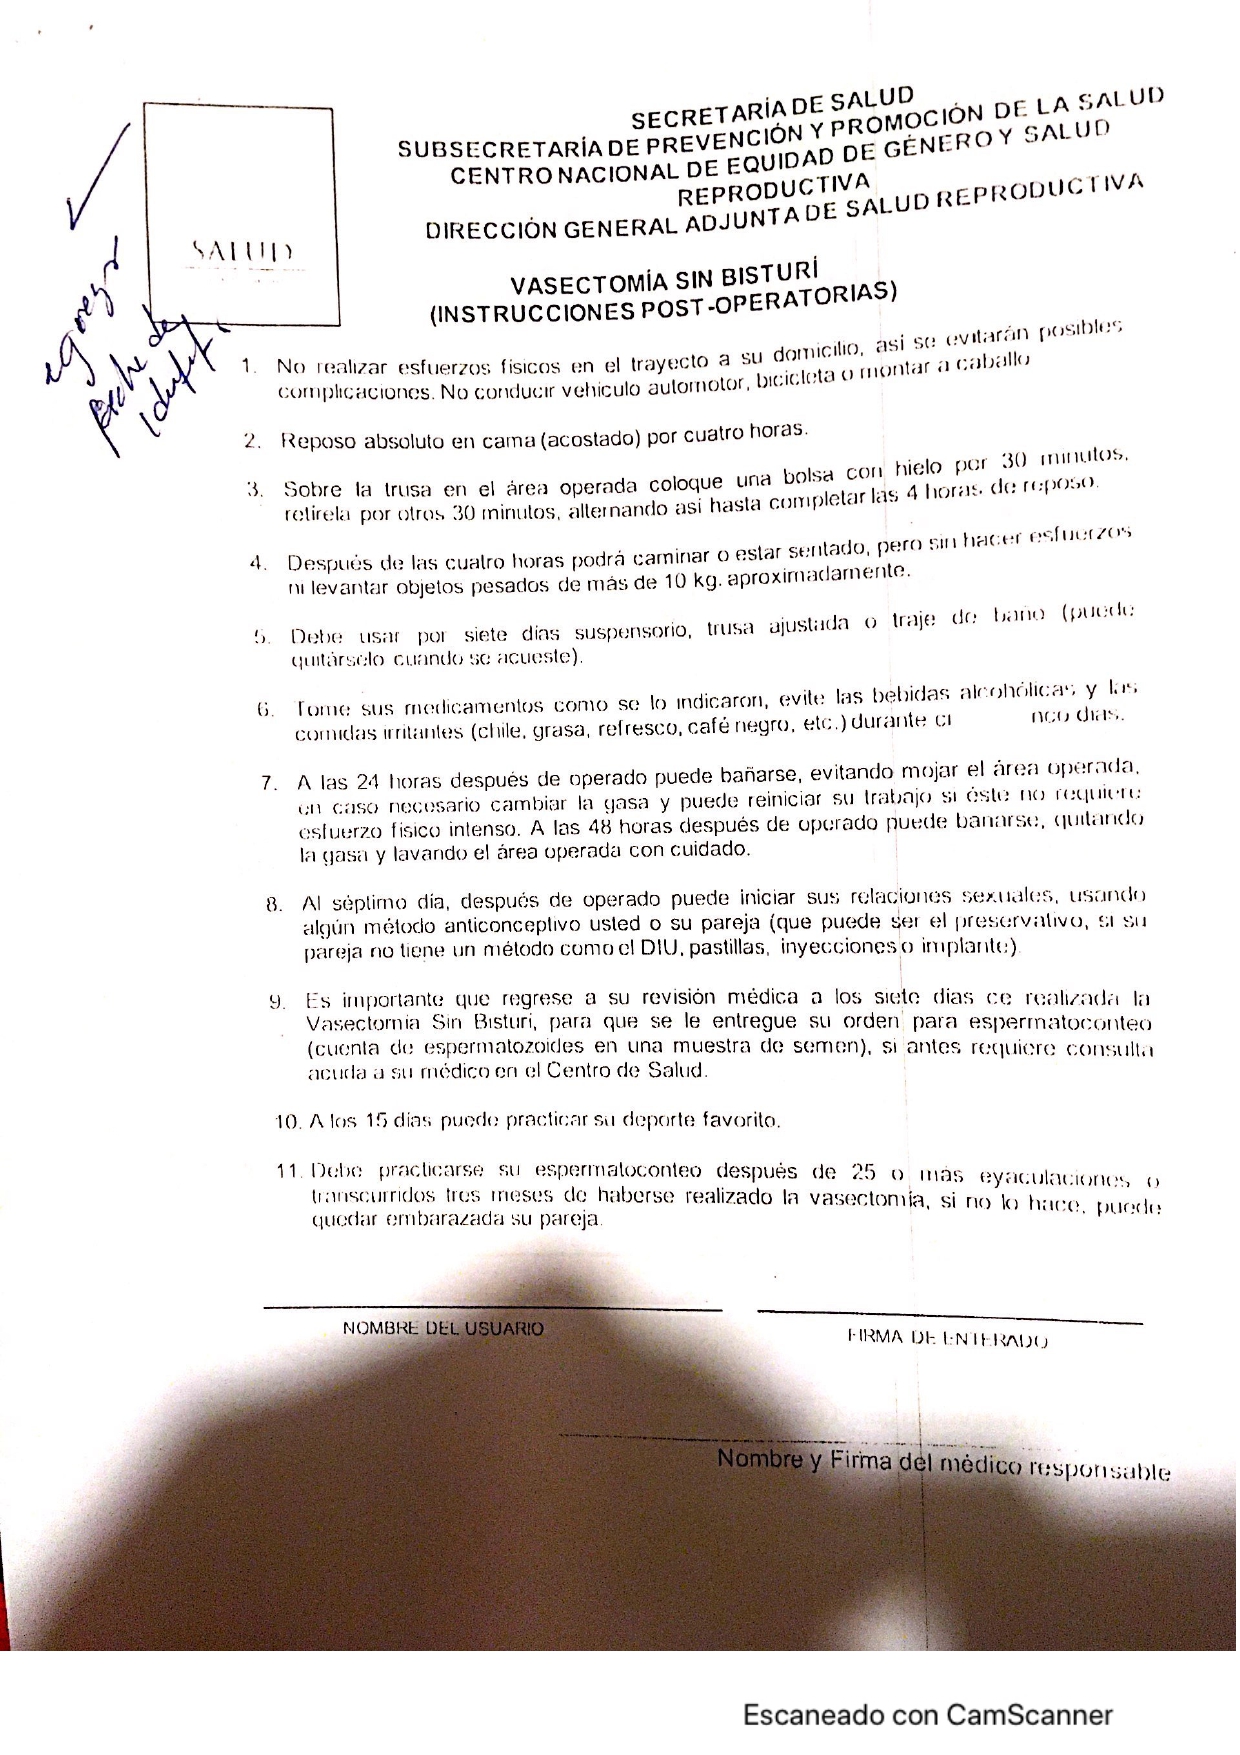 SECRETARÍA DE SALUD
SUBSECRETARÍA DE PREVENCIÓN Y PROMOCIÓN DE LA SALUD
CENTRO NACIONAL DE EQUIDAD DE GÉNERO Y SALUD
REPRODUCTIVA
DIRECCIÓN GENERAL ADJUNTA DE SALUD REPRODUCTIVA
SALUD
VASECTOMÍA SIN BISTURÍ
(INSTRUCCIONES POST-OPERATORIAS)
1. No realizar esfuerzos físicos en el trayecto a su domicilio, así se evitarán posibles
complicaciones. No conducir vehículo automotor, bicicleta o montar a caballo
2. Reposo absoluto en cama (acostado) por cuatro horas.
3. Sobre la trusa en el área operada coloque una bolsa con hielo por 30 minutos,
retírela por otros 30 minutos, alternando así hasta completar las 4 horas de reposo.
4. Después de las cuatro horas podrá caminar o estar sentado, pero sin hacer esfuerzos
ni levantar objetos pesados de más de 10 kg. aproximadamente.
5. Debe usar por siete días suspensorio, trusa ajustada o traje de baño (puede
quitárselo cuando se acueste).
6. Tome sus medicamentos como se lo indicaron, evite las bebidas alcohólicas y las
comidas irritantes (chile, grasa, refresco, café negro, etc.) durante ci nco días.
7. A las 24 horas después de operado puede bañarse, evitando mojar el área operada,
en caso necesario cambiar la gasa y puede reiniciar su trabajo si éste no requiere
esfuerzo físico intenso. A las 48 horas después de operado puede bañarse, quitando
la gasa y lavando el área operada con cuidado.
8. Al séptimo día, después de operado puede iniciar sus relaciones sexuales, usando
algún método anticonceptivo usted o su pareja (que puede ser el preservativo, si su
pareja no tiene un método como el DIU, pastillas, inyecciones o implante)
9. Es importante que regrese a su revisión médica a los siete días de realizada la
Vasectomía Sin Bisturí, para que se le entregue su orden para espermatoconteo
(cuenta de espermatozoides en una muestra de semen), si antes requiere consulta
acuda a su médico en el Centro de Salud.
10. A los 15 días puede practicar su deporte favorito.
11. Debe practicarse su espermatoconteo después de 25 o más eyaculaciones o
transcurridos tres meses de haberse realizado la vasectomía, si no lo hace, puede
quedar embarazada su pareja.
NOMBRE DEL USUARIO
FIRMA DE ENTERADO
Nombre y Firma del médico responsable
Escaneado con CamScanner